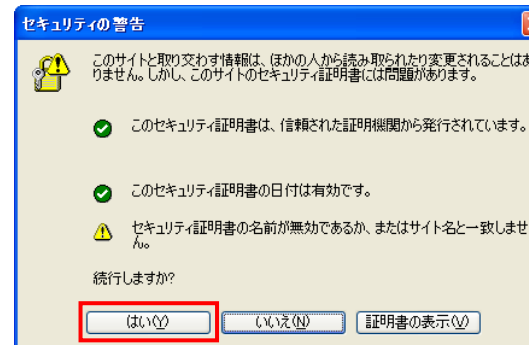 セキュリティの警告
このサイトと取り交わす情報は、ほかの人から読み取られたり変更されることはあ
りません。しかし、このサイトのセキュリティ証明書には問題があります。
このセキュリティ証明書は、信頼された証明機関から発行されています。
このセキュリティ証明書の日付は有効です。
セキュリティ証明書の名前が無効であるか、またはサイト名と一致しませ
ん。
続行しますか?
はい(Y)
いいえ(N)
証明書の表示(V)